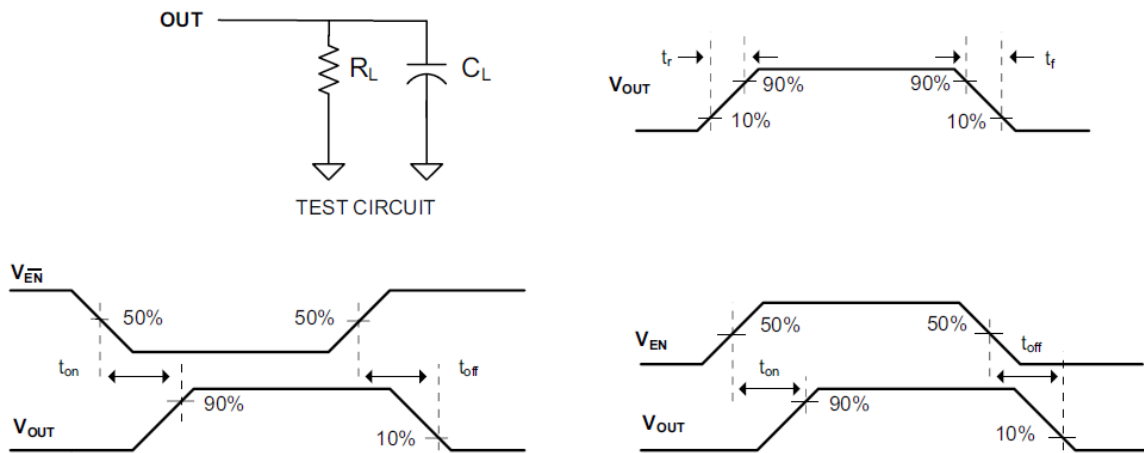 OUT
R_L
C_L
TEST CIRCUIT
t_r
t_f
V_OUT
90%
90%
10%
10%
V_E̅N̅
50%
50%
t_on
t_off
90%
V_OUT
10%
V_EN
50%
50%
t_off
t_on
90%
V_OUT
10%